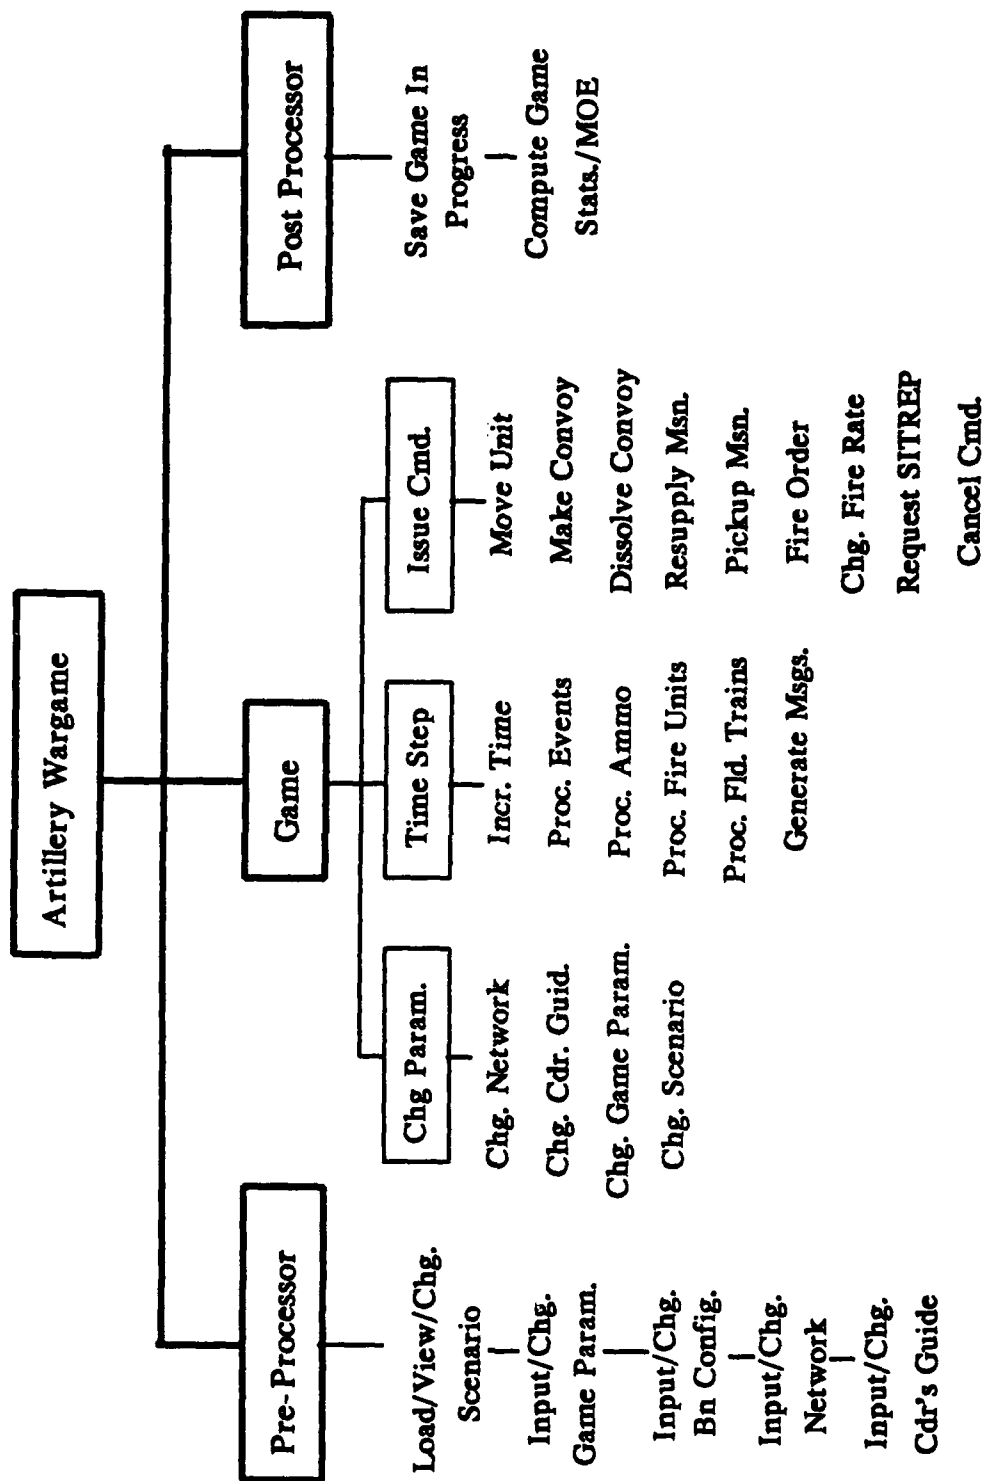 Artillery Wargame
Pre-Processor
Load/View/Chg.
Scenario
Input/Chg.
Game Param.
Input/Chg.
Bn Config.
Input/Chg.
Network
Input/Chg.
Cdr's Guide
Game
Chg Param.
Chg. Network
Chg. Cdr. Guid.
Chg. Game Param.
Chg. Scenario
Time Step
Incr. Time
Proc. Events
Proc. Ammo
Proc. Fire Units
Proc. Fld. Trains
Generate Msgs.
Issue Cmd.
Move Unit
Make Convoy
Dissolve Convoy
Resupply Msn.
Pickup Msn.
Fire Order
Chg. Fire Rate
Request SITREP
Cancel Cmd.
Post Processor
Save Game In
Progress
Compute Game
Stats./MOE